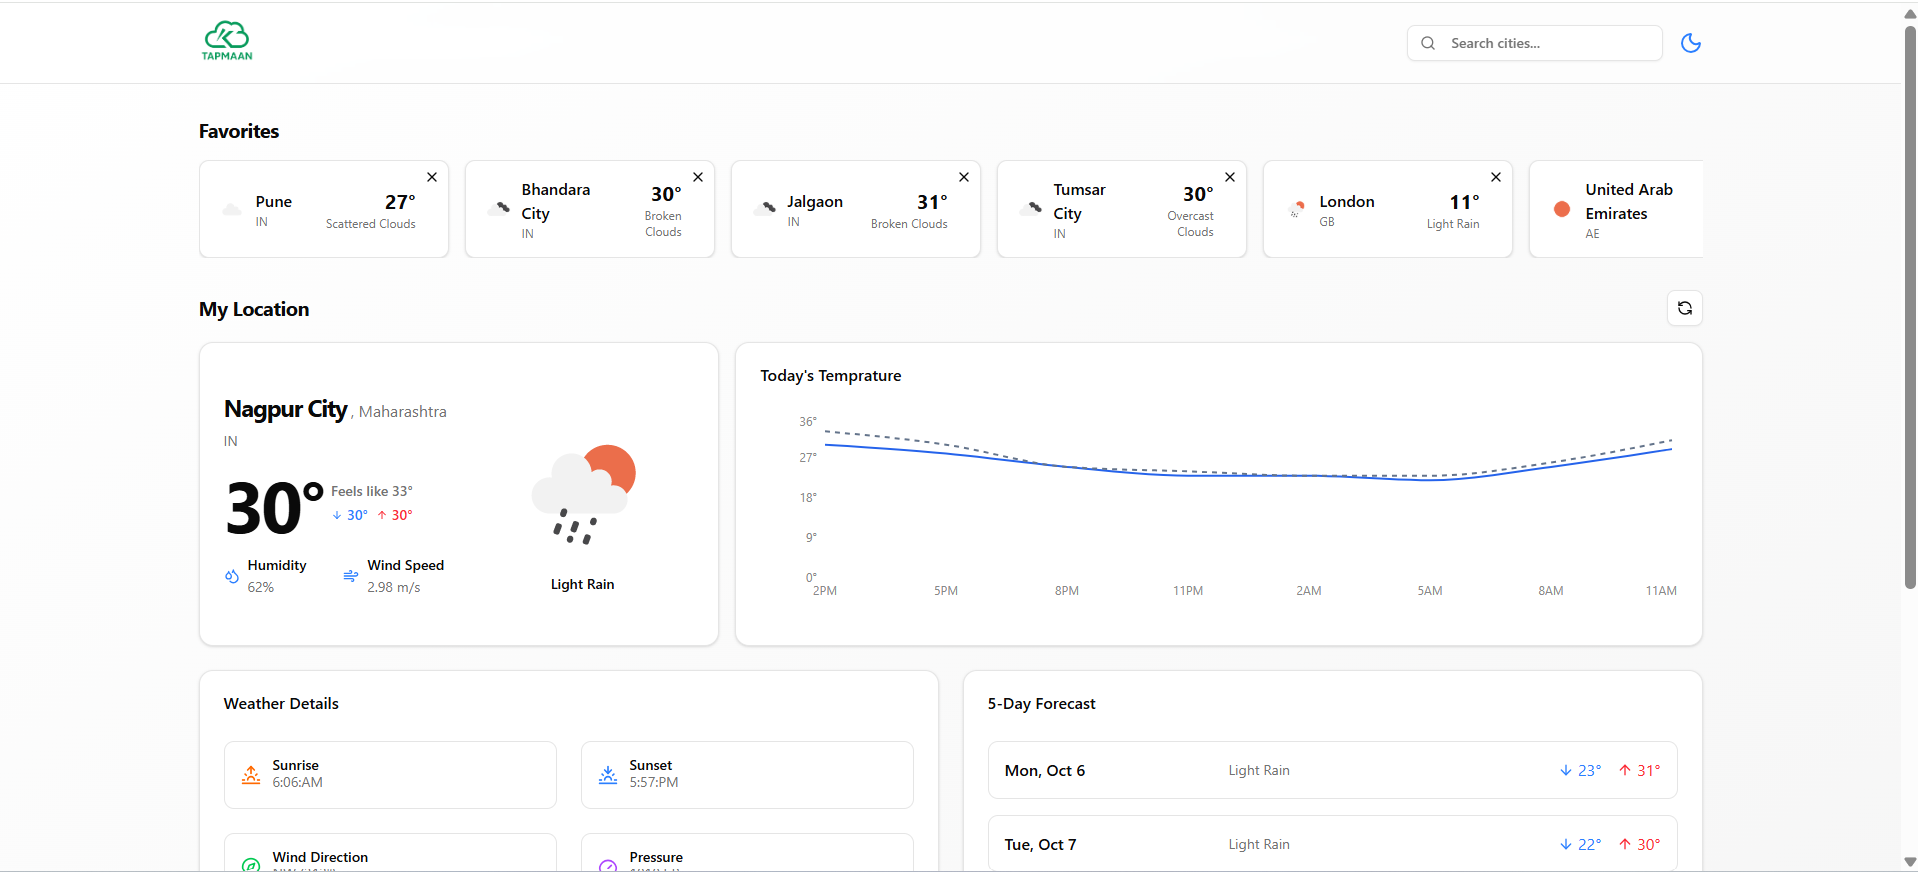 TAPMAAN
Search cities...
Favorites
Pune
IN
27°
Scattered Clouds
Bhandara
City
IN
30°
Broken
Clouds
Jalgaon
IN
31°
Broken Clouds
Tumsar
City
IN
30°
Overcast
Clouds
London
GB
11°
Light Rain
United Arab
Emirates
AE
My Location
Nagpur City , Maharashtra
IN
30° Feels like 33°
↓ 30° ↑ 30°
Humidity
62%
Wind Speed
2.98 m/s
Light Rain
Today's Temprature
36°
27°
18°
9°
0°
2PM 5PM 8PM 11PM 2AM 5AM 8AM 11AM
Weather Details
Sunrise
6:06:AM
Sunset
5:57:PM
Wind Direction
Pressure
5-Day Forecast
Mon, Oct 6 Light Rain ↓ 23° ↑ 31°
Tue, Oct 7 Light Rain ↓ 22° ↑ 30°